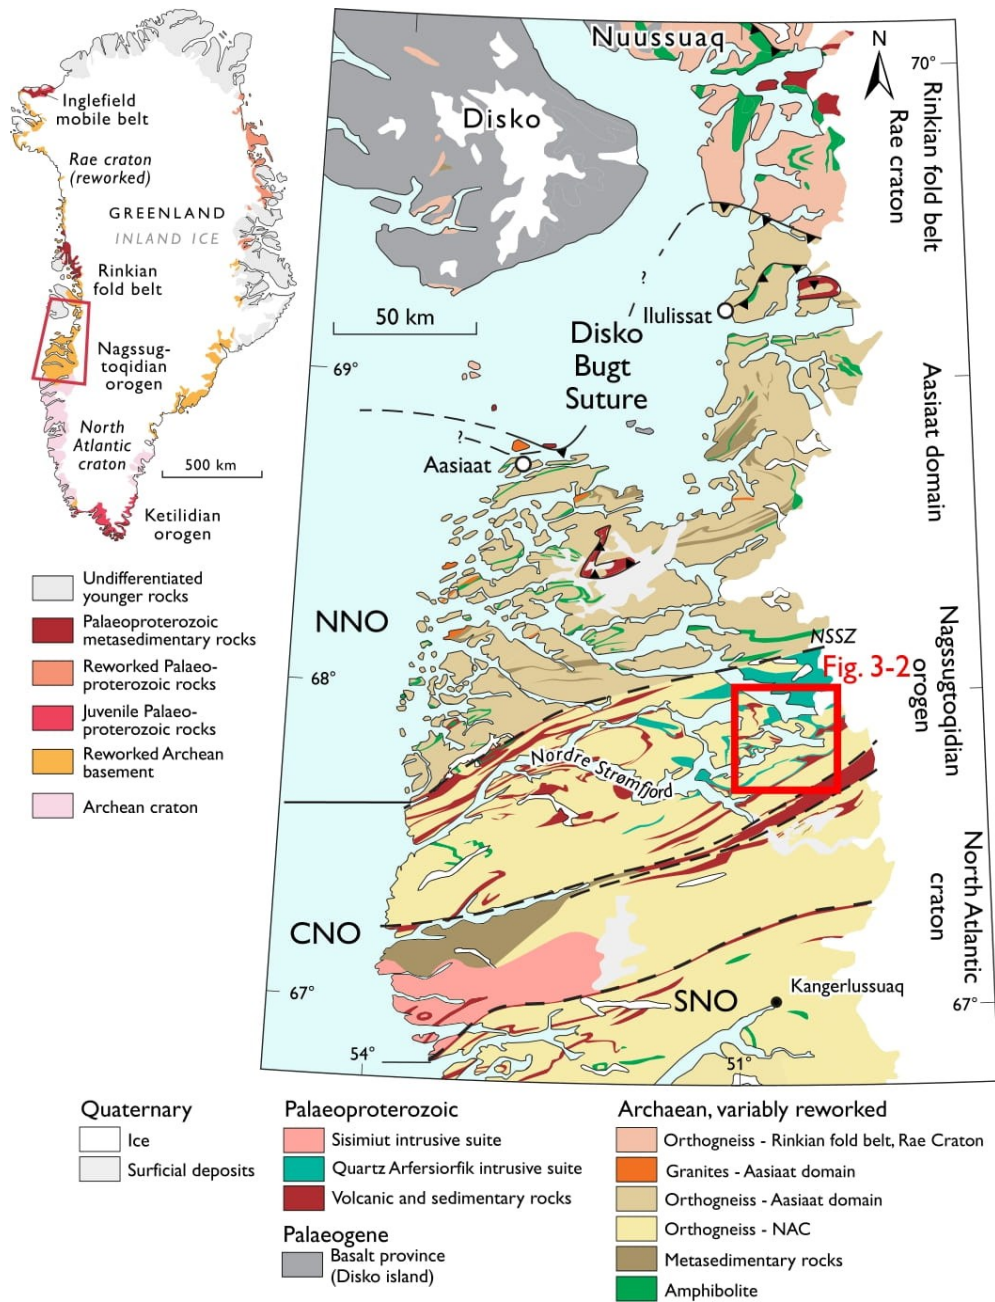 Inglefield
mobile belt
Rae craton
(reworked)
GREENLAND
INLAND ICE
Rinkian
fold belt
Nagssug-
toqidian
orogen
North
Atlantic
craton
500 km
Ketilidian
orogen
Undifferentiated
younger rocks
Palaeoproterozoic
metasedimentary rocks
Reworked Palaeo-
proterozoic rocks
Juvenile Palaeo-
proterozoic rocks
Reworked Archean
basement
Archean craton
Nuussuaq
N
70°
Disko
Rinkian fold belt
Rae craton
?
50 km
Ilulissat
Disko
Bugt
Suture
69°
?
Aasiaat
Aasiaat domain
NNO
NSSZ
Fig. 3-2
68°
Nagssugtoqidian
orogen
Nordre Strømfjord
North Atlantic
craton
CNO
67°
SNO
Kangerlussuaq
67°
54°
51°
Quaternary
Ice
Surficial deposits
Palaeoproterozoic
Sisimiut intrusive suite
Quartz Arfersiorfik intrusive suite
Volcanic and sedimentary rocks
Palaeogene
Basalt province
(Disko island)
Archaean, variably reworked
Orthogneiss - Rinkian fold belt, Rae Craton
Granites - Aasiaat domain
Orthogneiss - Aasiaat domain
Orthogneiss - NAC
Metasedimentary rocks
Amphibolite